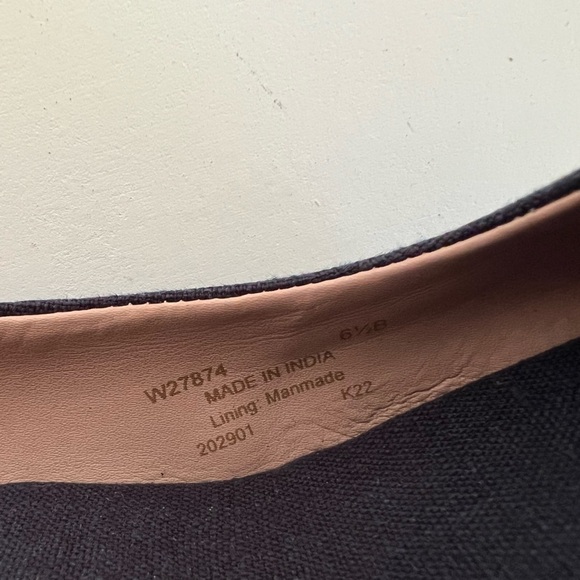 W27874 6½B
MADE IN INDIA
Lining: Manmade
202901 K22